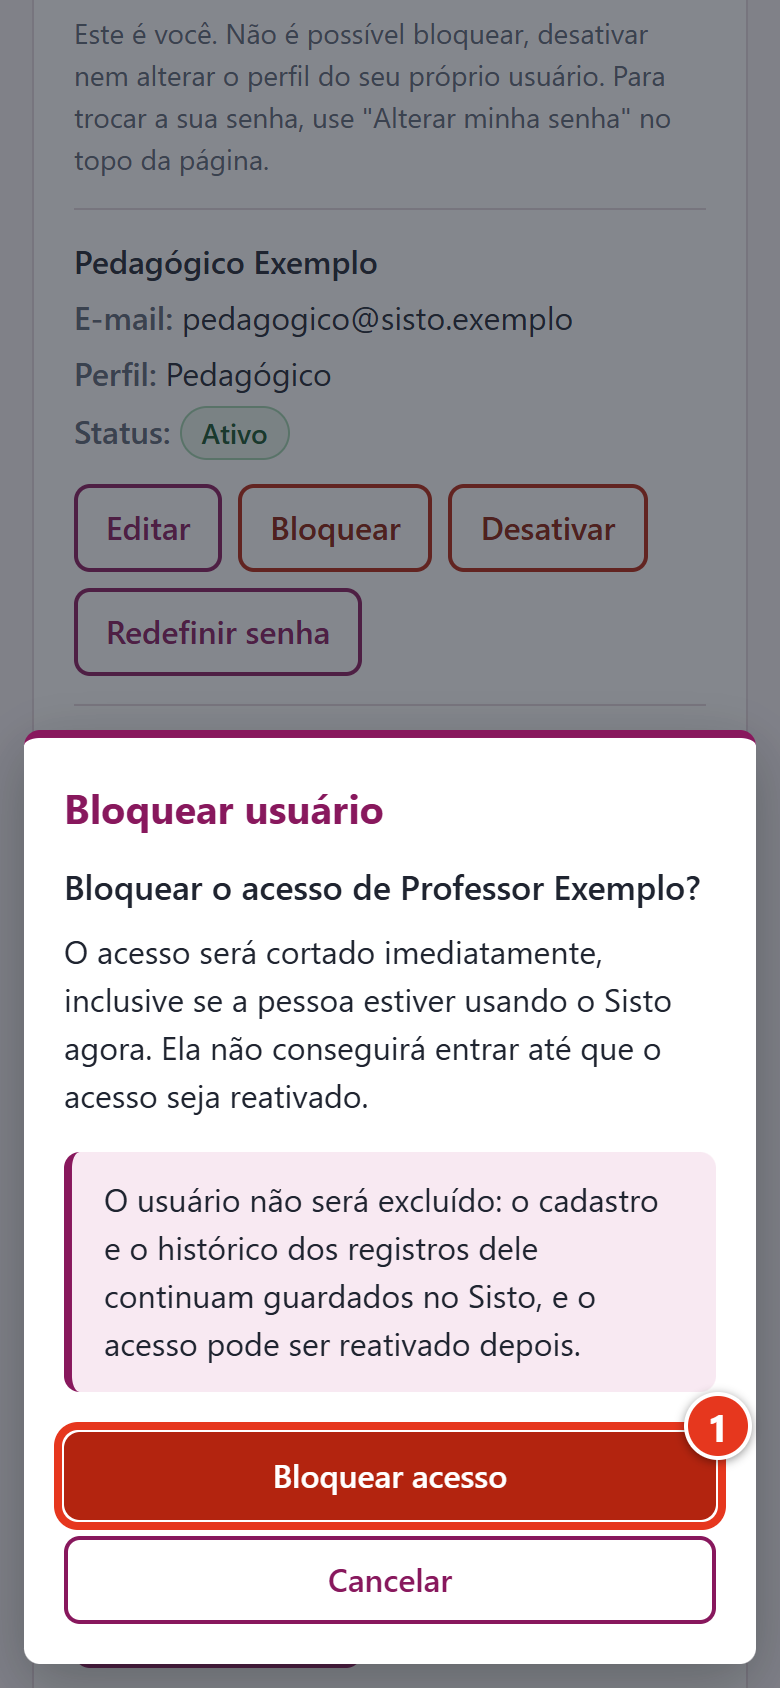 Este é você. Não é possível bloquear, desativar
nem alterar o perfil do seu próprio usuário. Para
trocar a sua senha, use "Alterar minha senha" no
topo da página.
Pedagógico Exemplo
E-mail: pedagogico@sisto.exemplo
Perfil: Pedagógico
Status: Ativo
Editar Bloquear Desativar
Redefinir senha
Bloquear usuário
Bloquear o acesso de Professor Exemplo?
O acesso será cortado imediatamente,
inclusive se a pessoa estiver usando o Sisto
agora. Ela não conseguirá entrar até que o
acesso seja reativado.
O usuário não será excluído: o cadastro
e o histórico dos registros dele
continuam guardados no Sisto, e o
acesso pode ser reativado depois.
1
Bloquear acesso
Cancelar